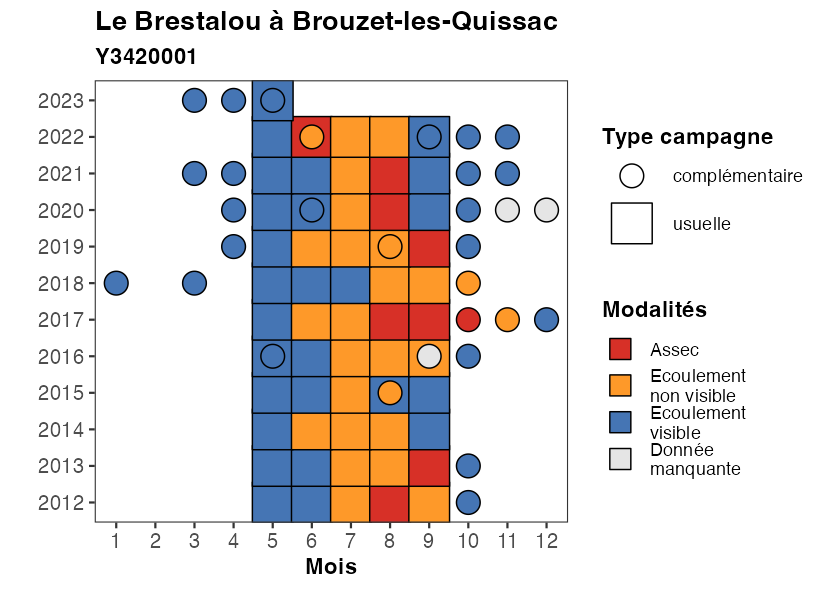 Le Brestalou à Brouzet-les-Quissac
Y3420001
2023
2022
2021
2020
2019
2018
2017
2016
2015
2014
2013
2012
1 2 3 4 5 6 7 8 9 10 11 12
Mois
Type campagne
complémentaire
usuelle
Modalités
Assec
Ecoulement
non visible
Ecoulement
visible
Donnée
manquante